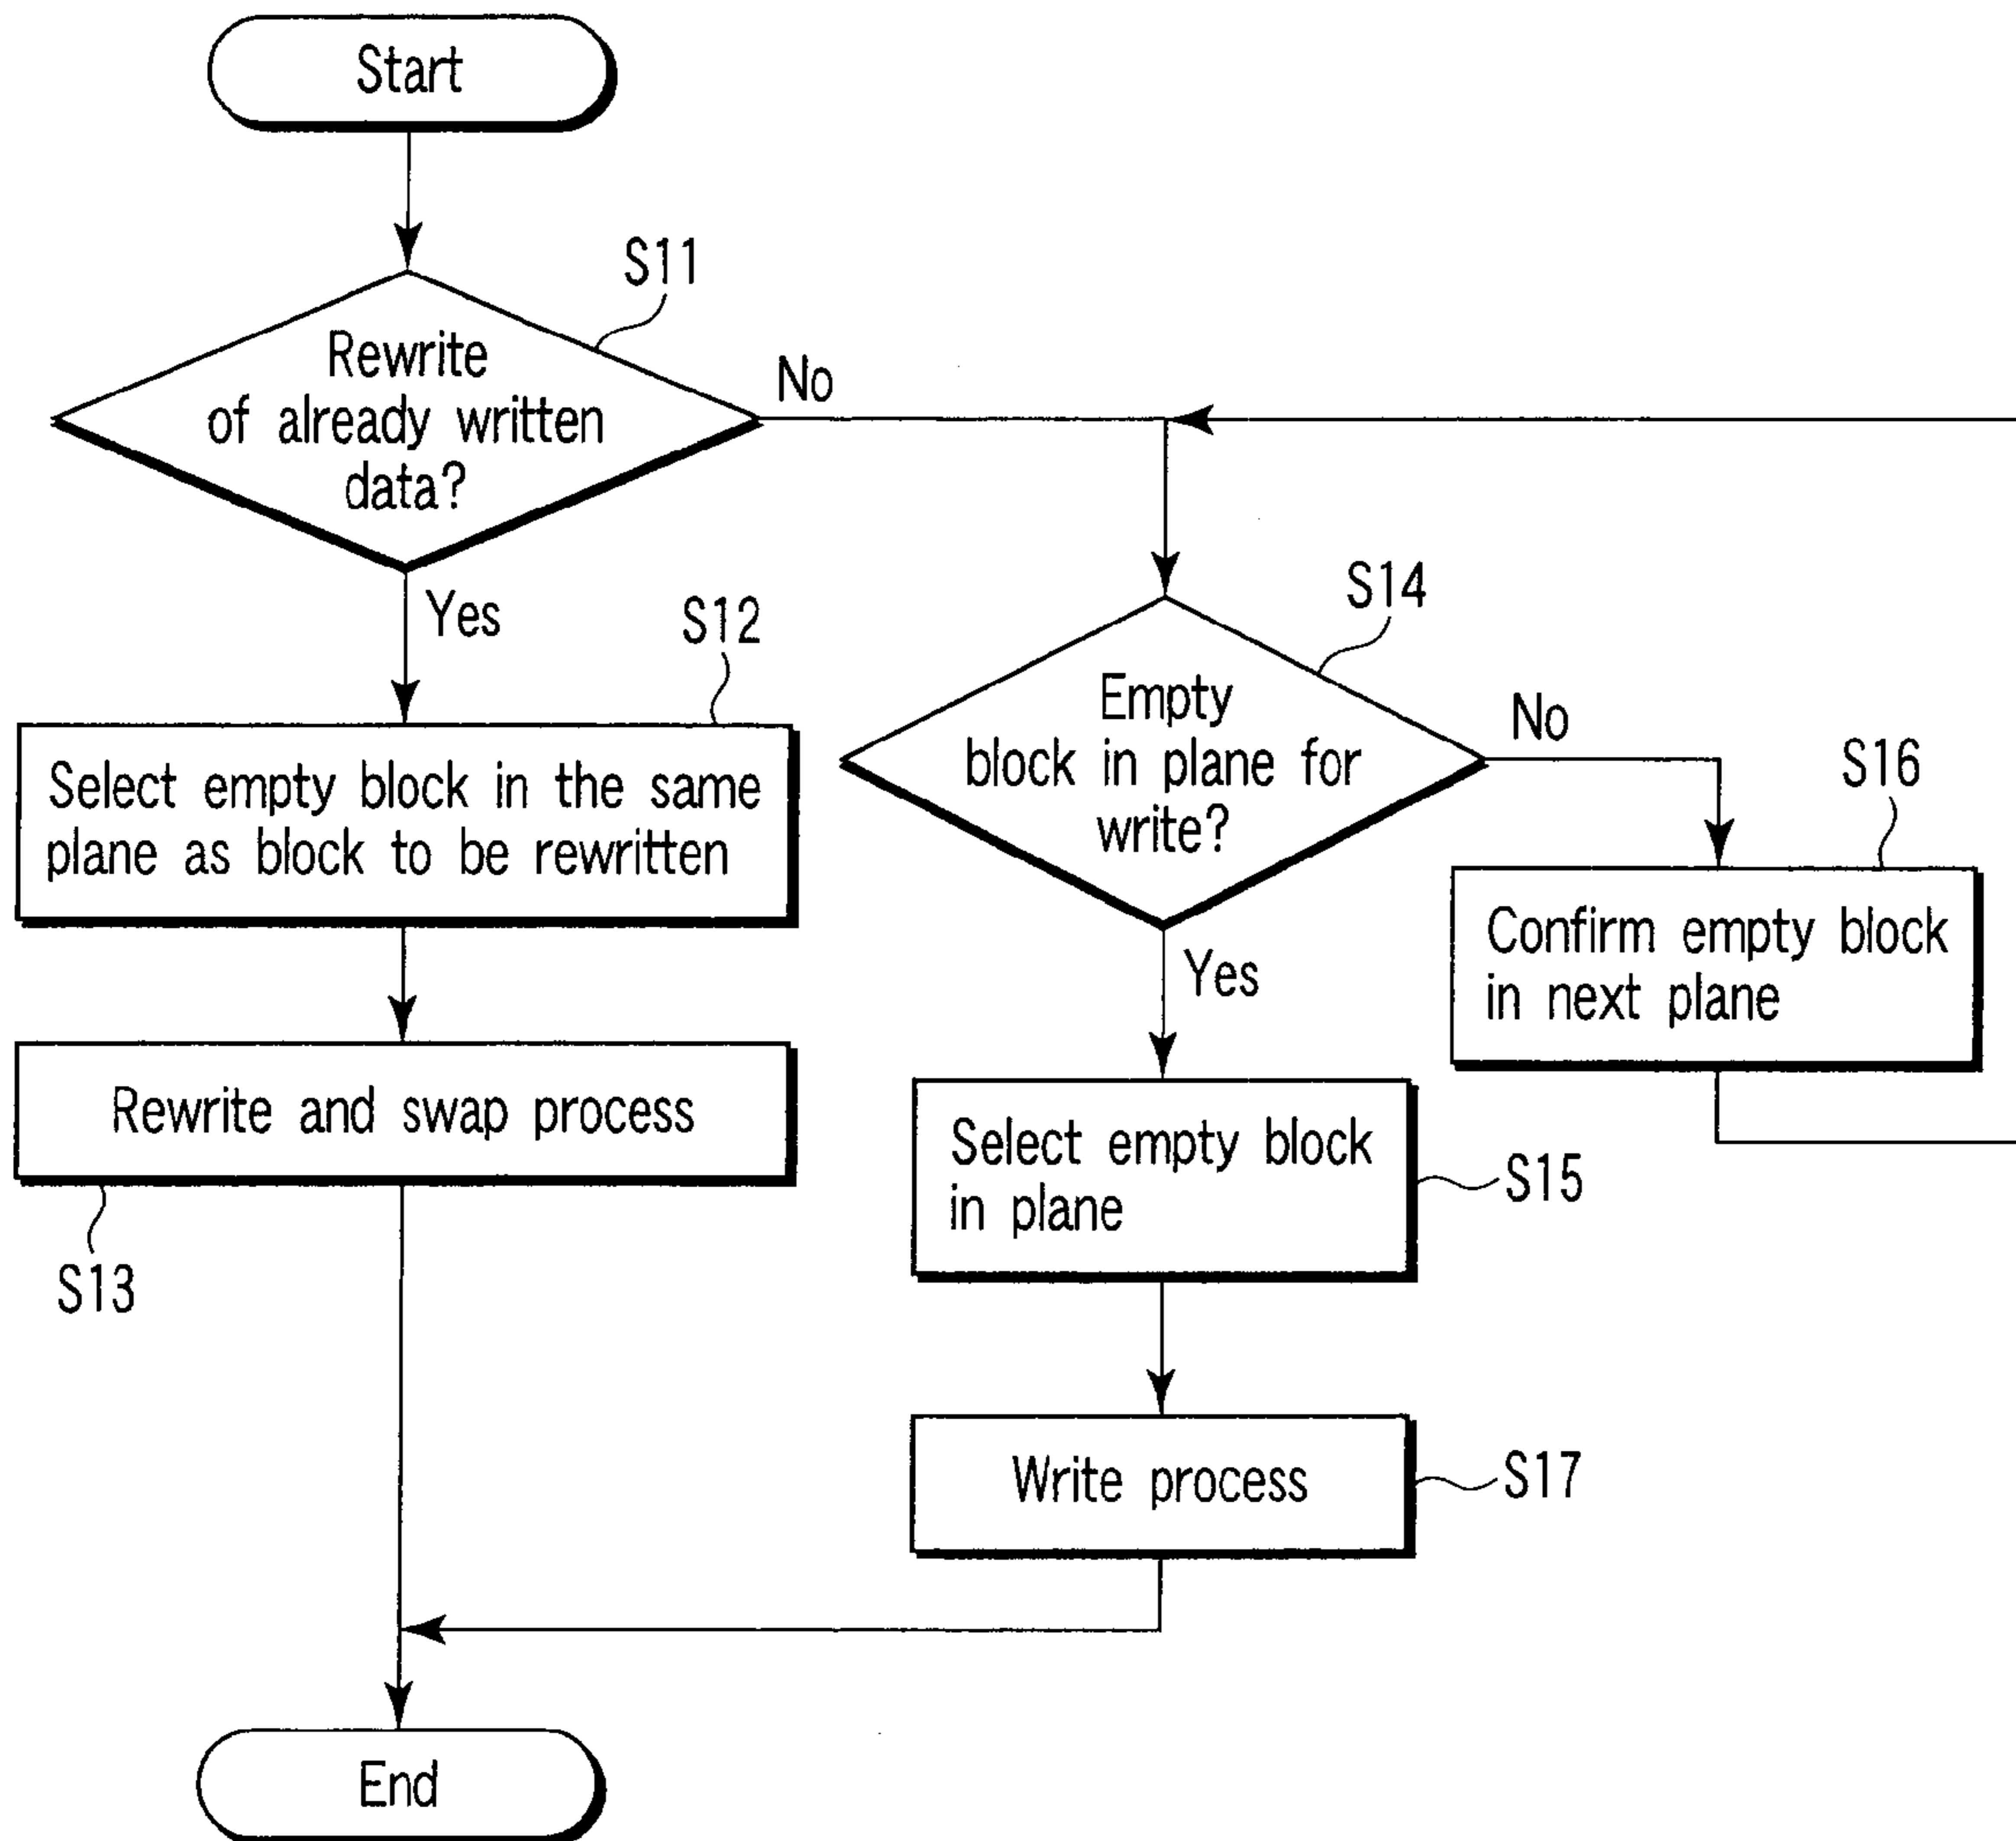 Start
S11
Rewrite
of already written
data?
No
Yes
S12
Select empty block in the same
plane as block to be rewritten
Rewrite and swap process
S13
S14
Empty
block in plane for
write?
No
Yes
S16
Confirm empty block
in next plane
Select empty block
in plane
S15
Write process
S17
End